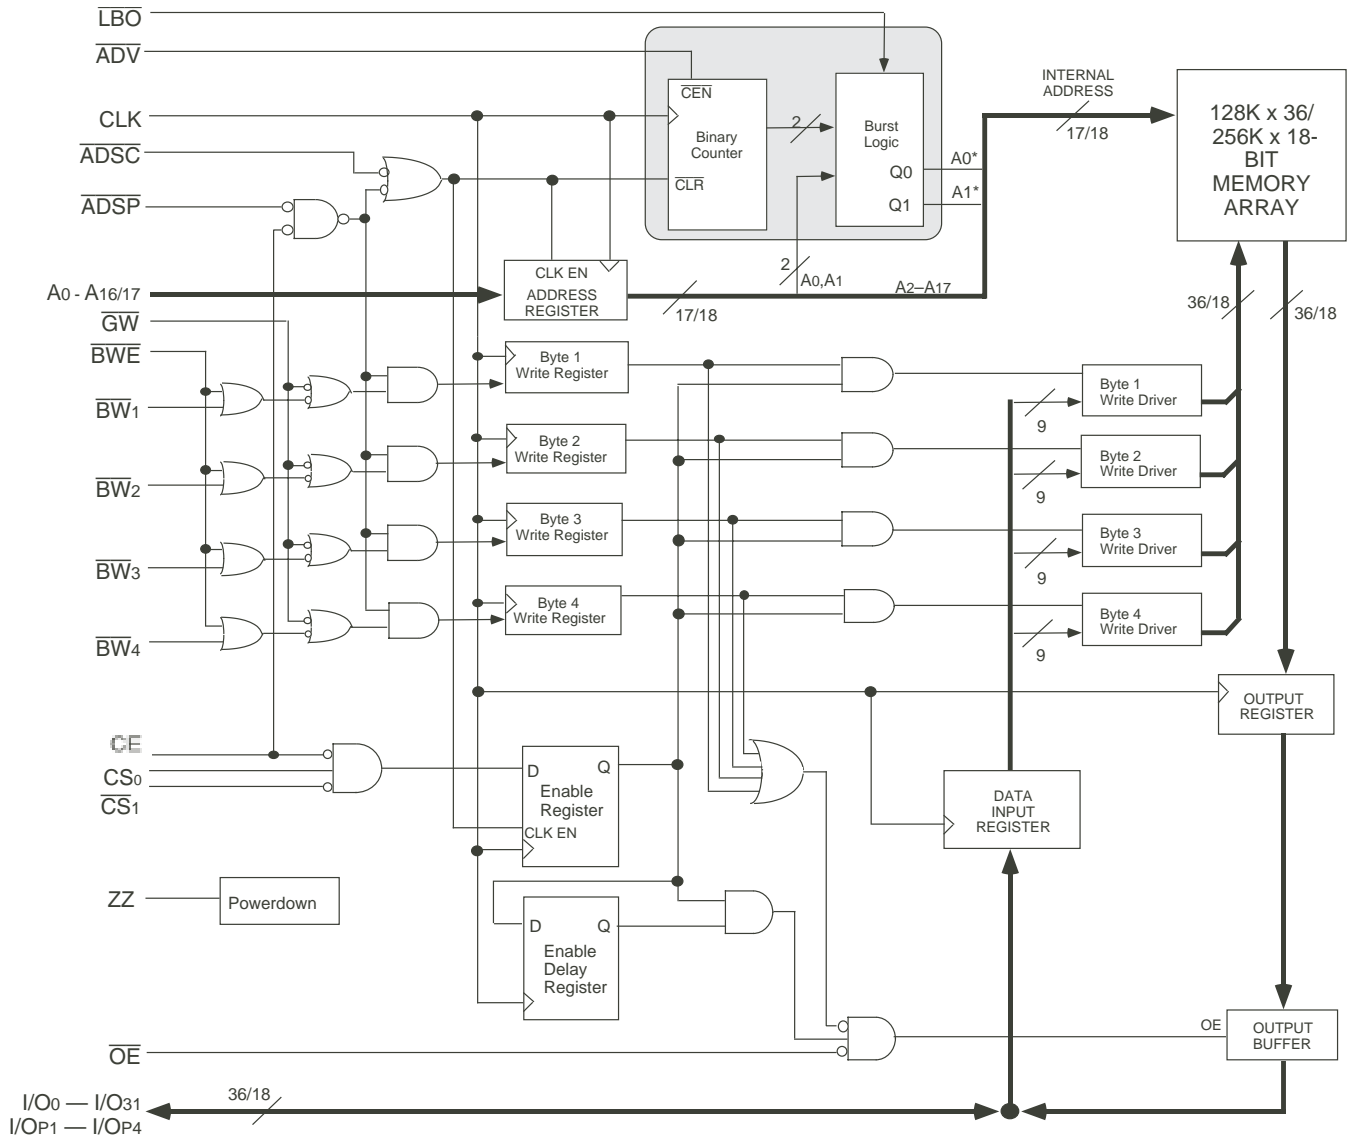 LBO
ADV
CLK
ADSC
ADSP
A0 - A16/17
GW
BWE
BW1
BW2
BW3
BW4
CE
CS0
CS1
ZZ
Powerdown
OE
I/O0 — I/O31
I/OP1 — I/OP4
36/18
CEN
Binary
Counter
CLR
2
Burst
Logic
Q0
Q1
A0*
A1*
2
A0,A1
A2–A17
INTERNAL
ADDRESS
17/18
128K x 36/
256K x 18-
BIT
MEMORY
ARRAY
CLK EN
ADDRESS
REGISTER
17/18
36/18
36/18
Byte 1
Write Register
Byte 2
Write Register
Byte 3
Write Register
Byte 4
Write Register
Byte 1
Write Driver
9
Byte 2
Write Driver
9
Byte 3
Write Driver
9
Byte 4
Write Driver
9
OUTPUT
REGISTER
D Q
Enable
Register
CLK EN
DATA
INPUT
REGISTER
D Q
Enable
Delay
Register
OE
OUTPUT
BUFFER